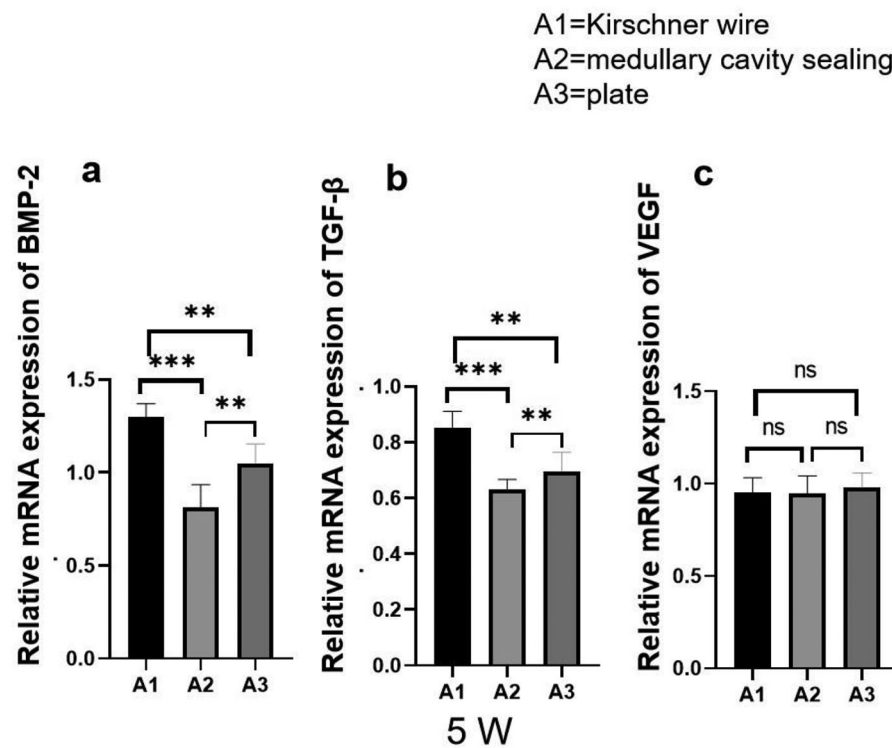 A1=Kirschner wire
A2=medullary cavity sealing
A3=plate
a
Relative mRNA expression of BMP-2
**
***
**
1.5
1.0
0.5
0.0
A1 A2 A3
b
Relative mRNA expression of TGF-β
**
***
**
1.0
0.8
0.6
0.4
0.2
0.0
A1 A2 A3
c
Relative mRNA expression of VEGF
ns
ns ns
1.5
1.0
0.5
0.0
A1 A2 A3
5 W